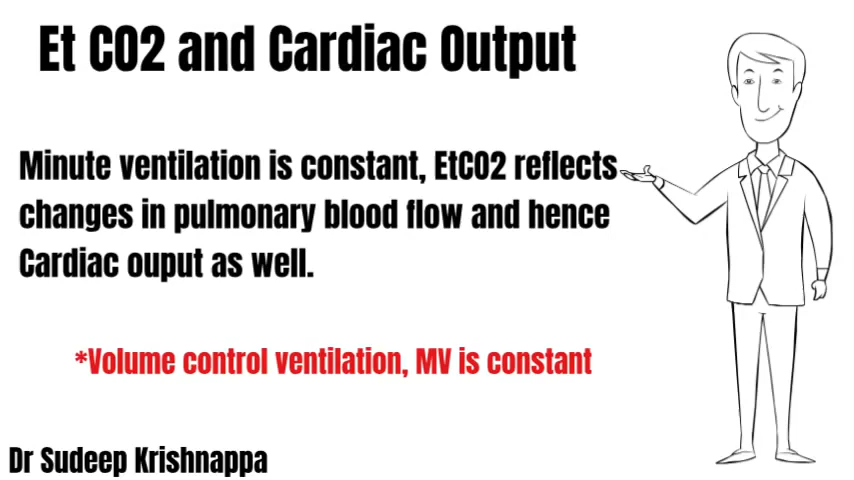 Et CO2 and Cardiac Output
Minute ventilation is constant, EtCO2 reflects
changes in pulmonary blood flow and hence
Cardiac ouput as well.
*Volume control ventilation, MV is constant
Dr Sudeep Krishnappa